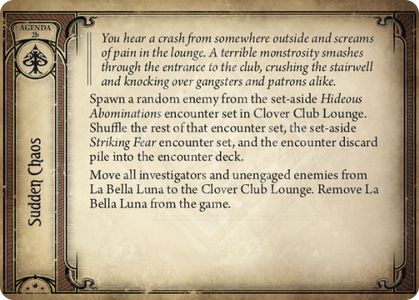 AGENDA
2b
Sudden Chaos
You hear a crash from somewhere outside and screams
of pain in the lounge. A terrible monstrosity smashes
through the entrance to the club, crushing the stairwell
and knocking over gangsters and patrons alike.
Spawn a random enemy from the set-aside Hideous
Abominations encounter set in Clover Club Lounge.
Shuffle the rest of that encounter set, the set-aside
Striking Fear encounter set, and the encounter discard
pile into the encounter deck.
Move all investigators and unengaged enemies from
La Bella Luna to the Clover Club Lounge. Remove La
Bella Luna from the game.